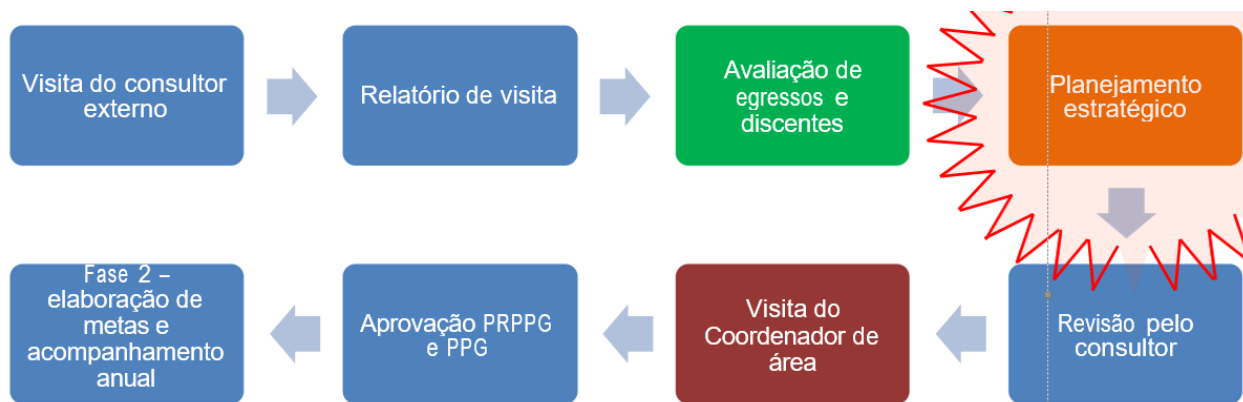 Visita do consultor
externo
Relatório de visita
Avaliação de
egressos e
discentes
Planejamento
estratégico
Revisão pelo
consultor
Visita do
Coordenador de
área
Aprovação PRPPG
e PPG
Fase 2 –
elaboração de
metas e
acompanhamento
anual